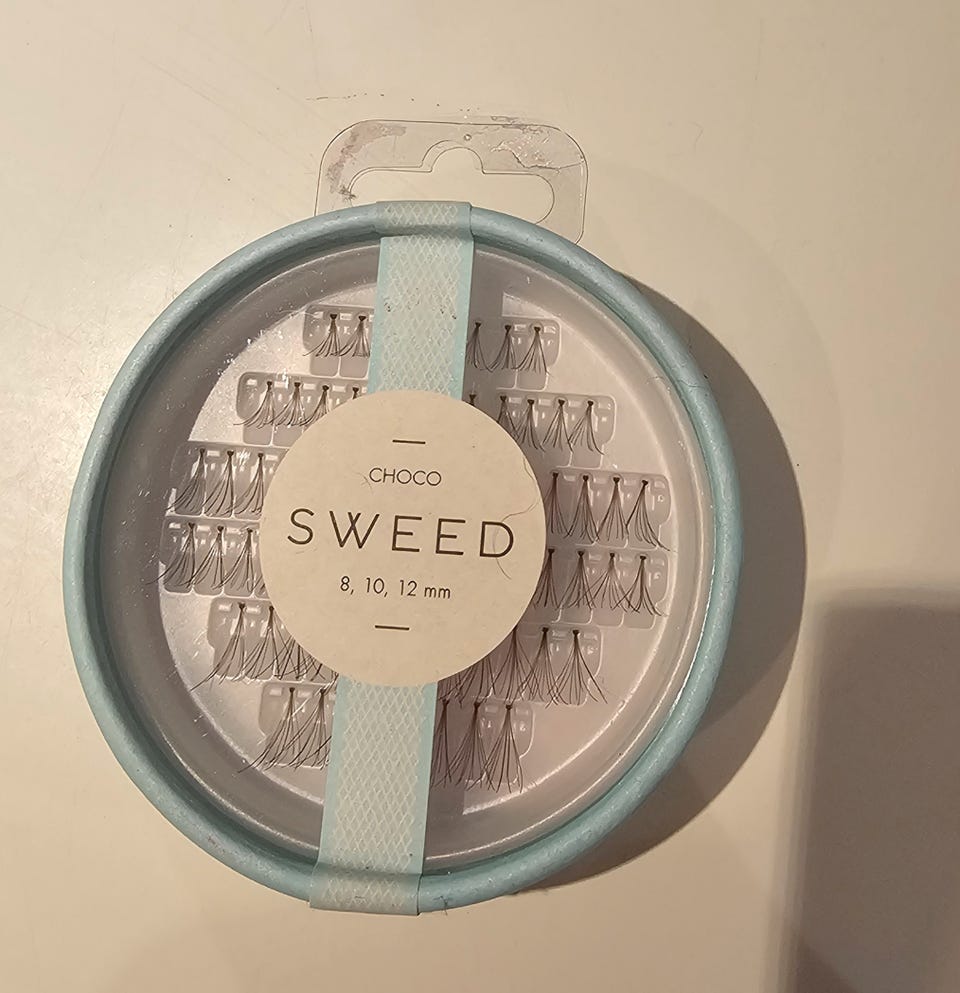 CHOCO
SWEED
8, 10, 12 mm